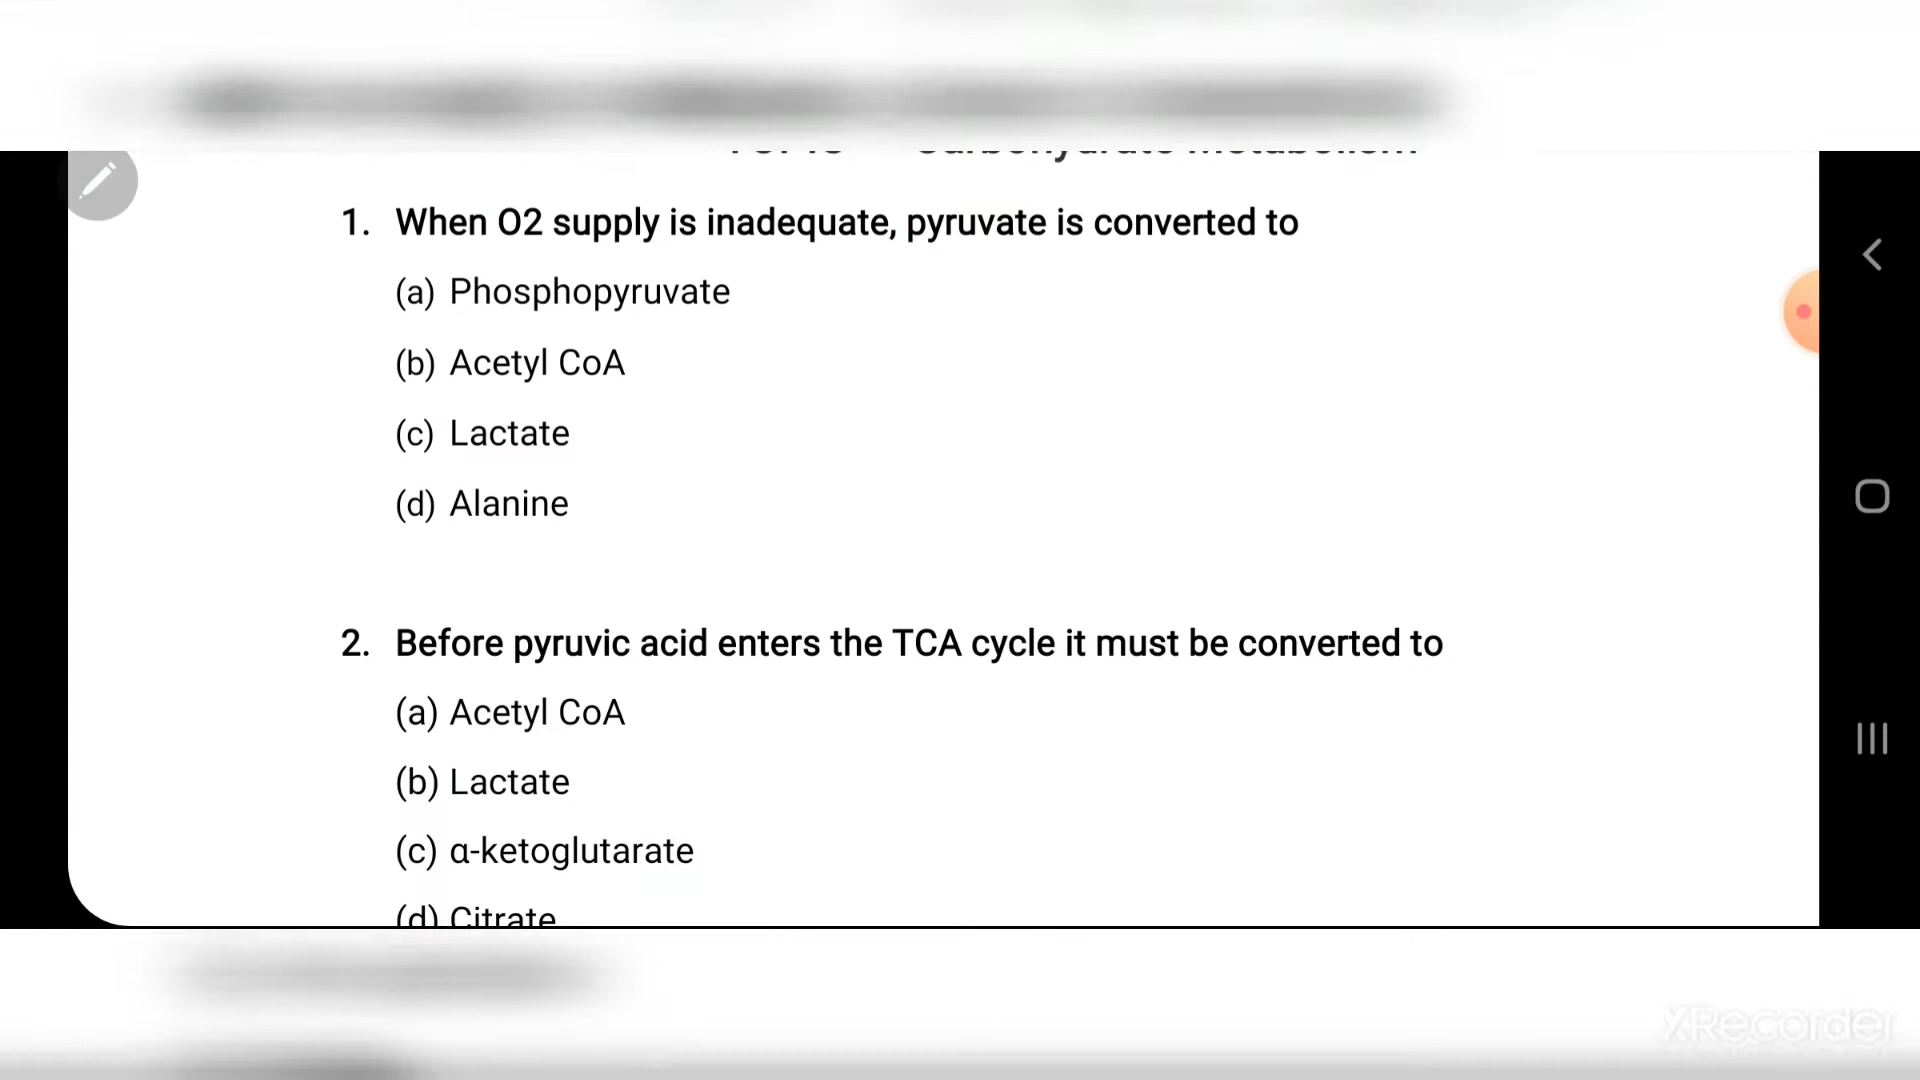 1. When O2 supply is inadequate, pyruvate is converted to
(a) Phosphopyruvate
(b) Acetyl CoA
(c) Lactate
(d) Alanine
2. Before pyruvic acid enters the TCA cycle it must be converted to
(a) Acetyl CoA
(b) Lactate
(c) α-ketoglutarate
(d) Citrate
XRecorder